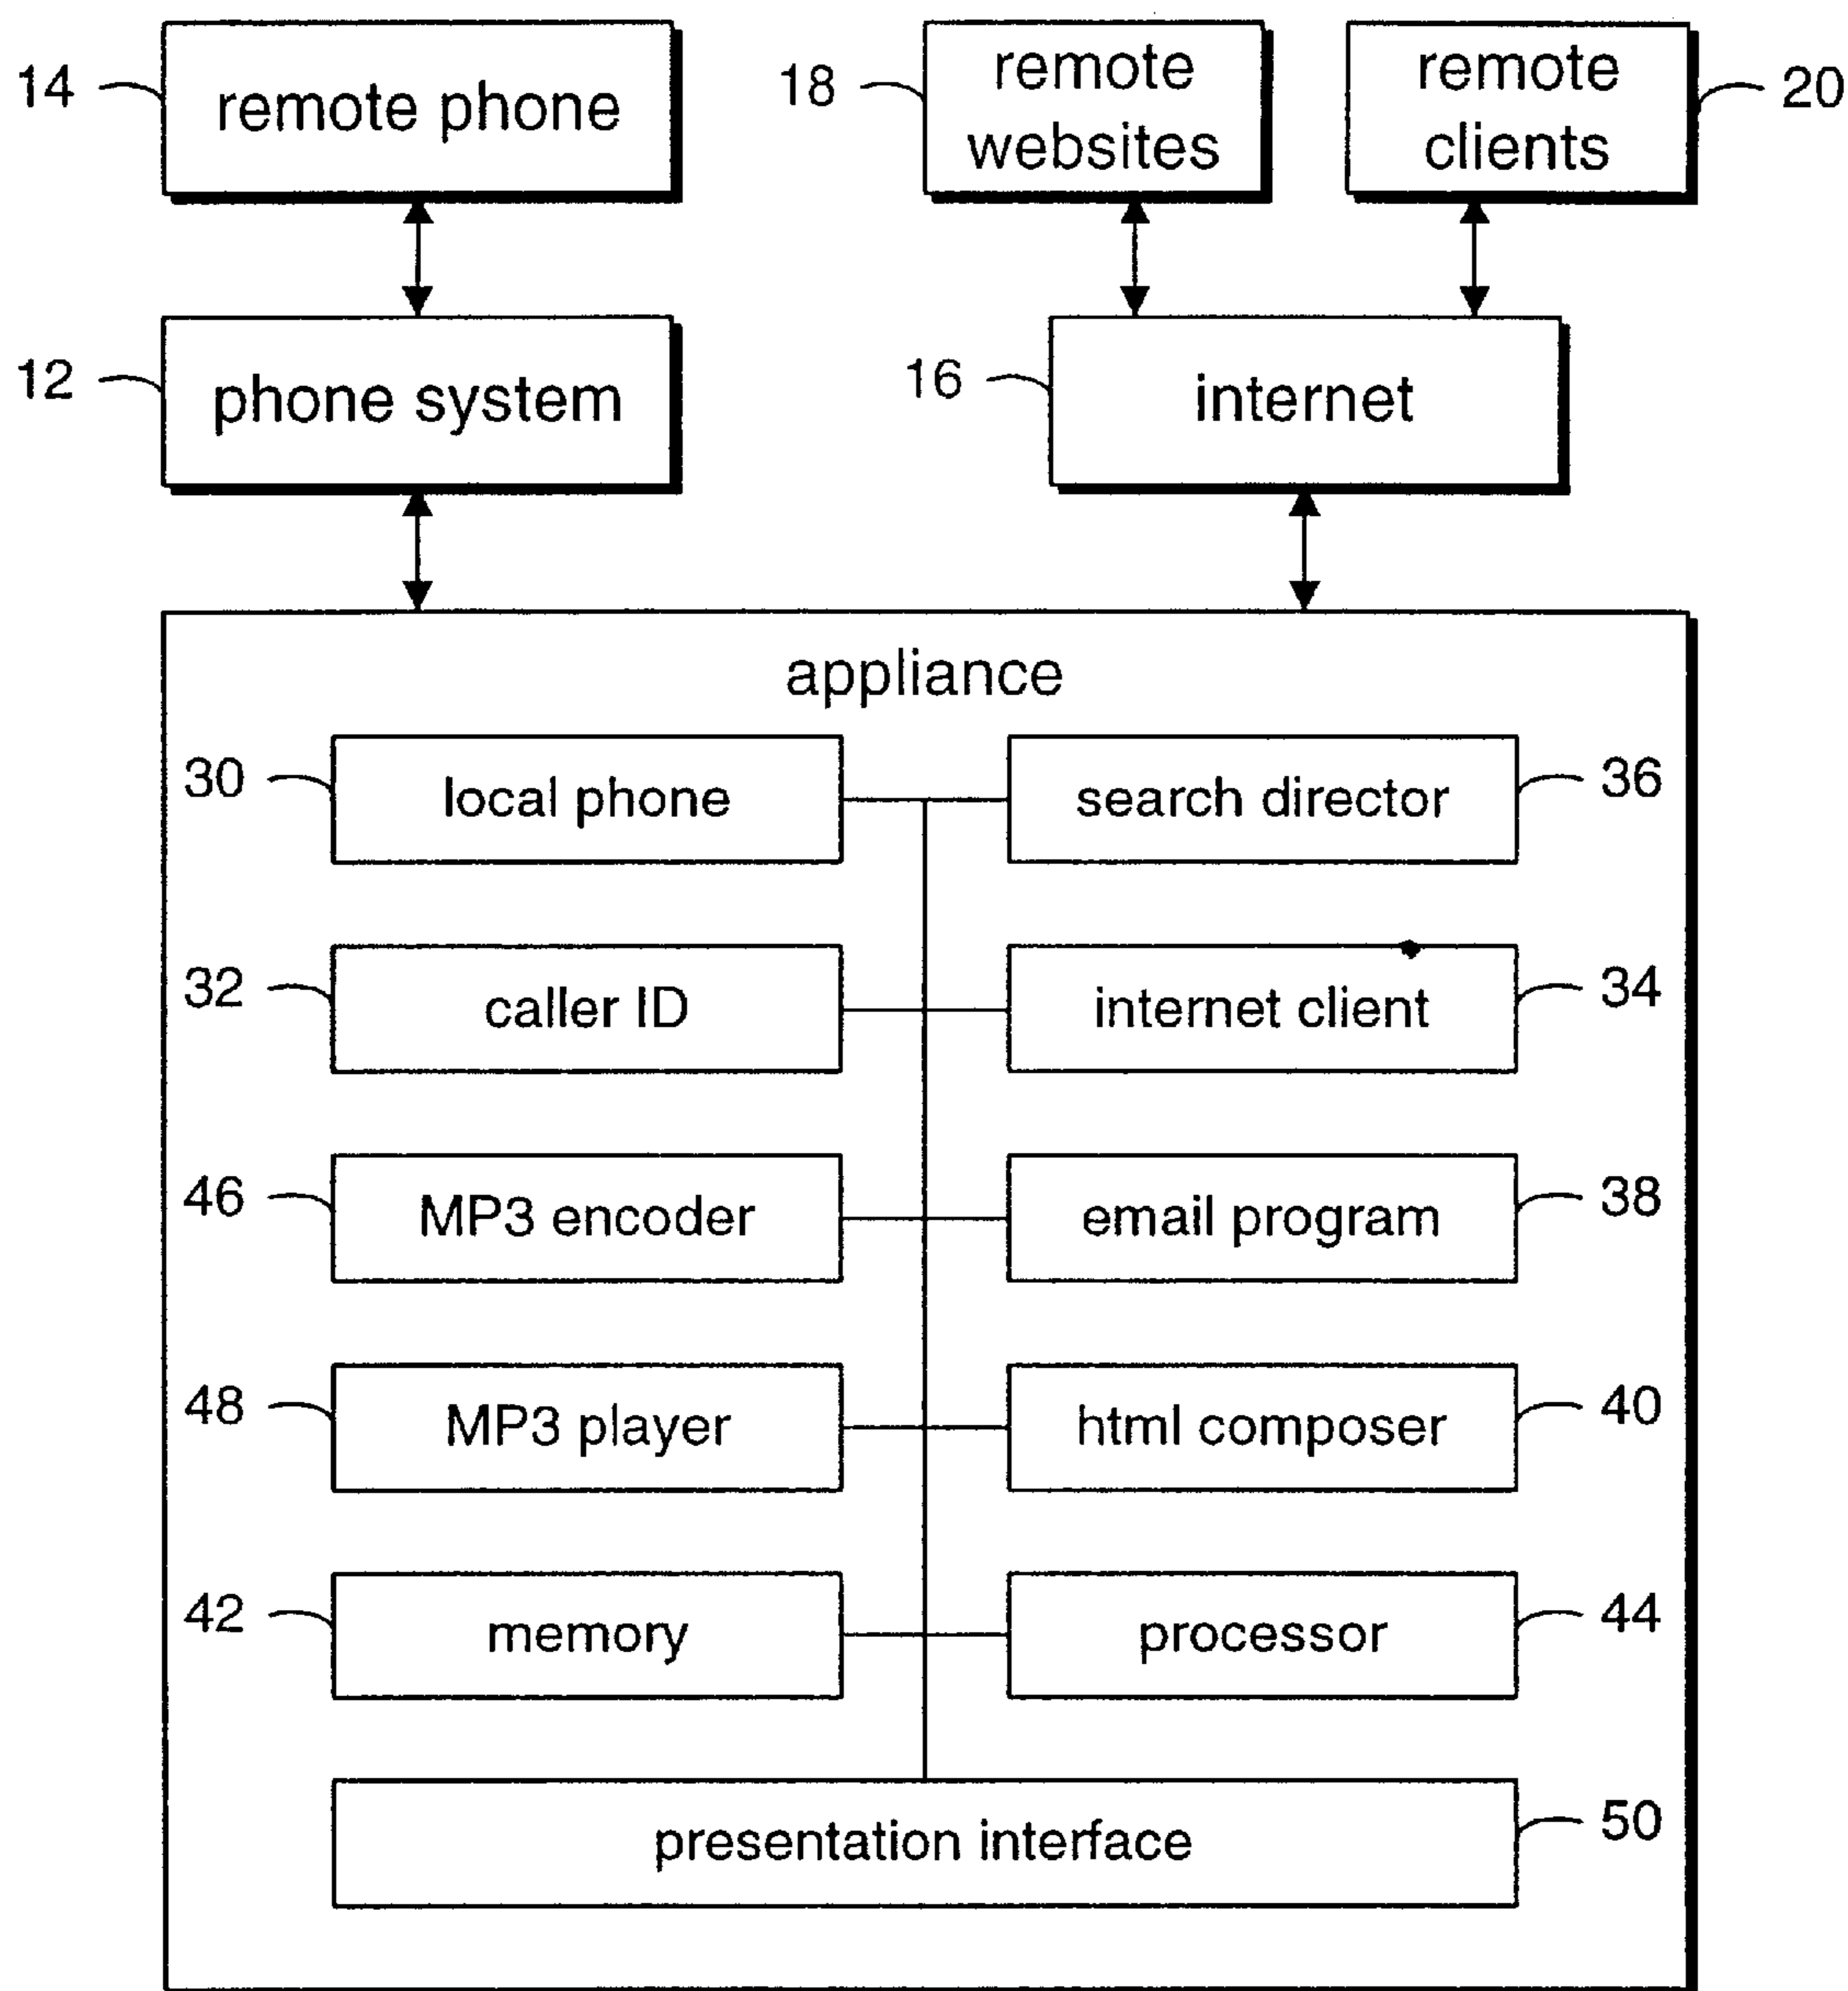 14
remote phone
18
remote
websites
remote
clients
20
12
phone system
16
internet
appliance
30
local phone
search director
36
32
caller ID
internet client
34
46
MP3 encoder
email program
38
48
MP3 player
html composer
40
42
memory
processor
44
presentation interface
50